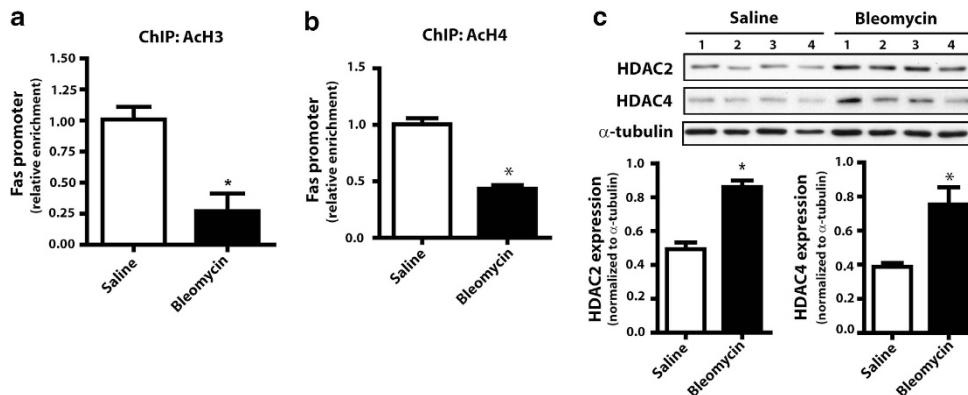 a
ChIP: AcH3
Fas promoter
(relative enrichment)
1.25
1.00
0.75
0.50
0.25
0.00
*
Saline
Bleomycin
b
ChIP: AcH4
Fas promoter
(relative enrichment)
1.5
1.0
0.5
0.0
*
Saline
Bleomycin
c
Saline Bleomycin
1 2 3 4 1 2 3 4
HDAC2
HDAC4
α-tubulin
HDAC2 expression
(normalized to α-tubulin)
1.0
0.8
0.6
0.4
0.2
0.0
*
Saline
Bleomycin
HDAC4 expression
(normalized to α-tubulin)
1.0
0.8
0.6
0.4
0.2
0.0
*
Saline
Bleomycin